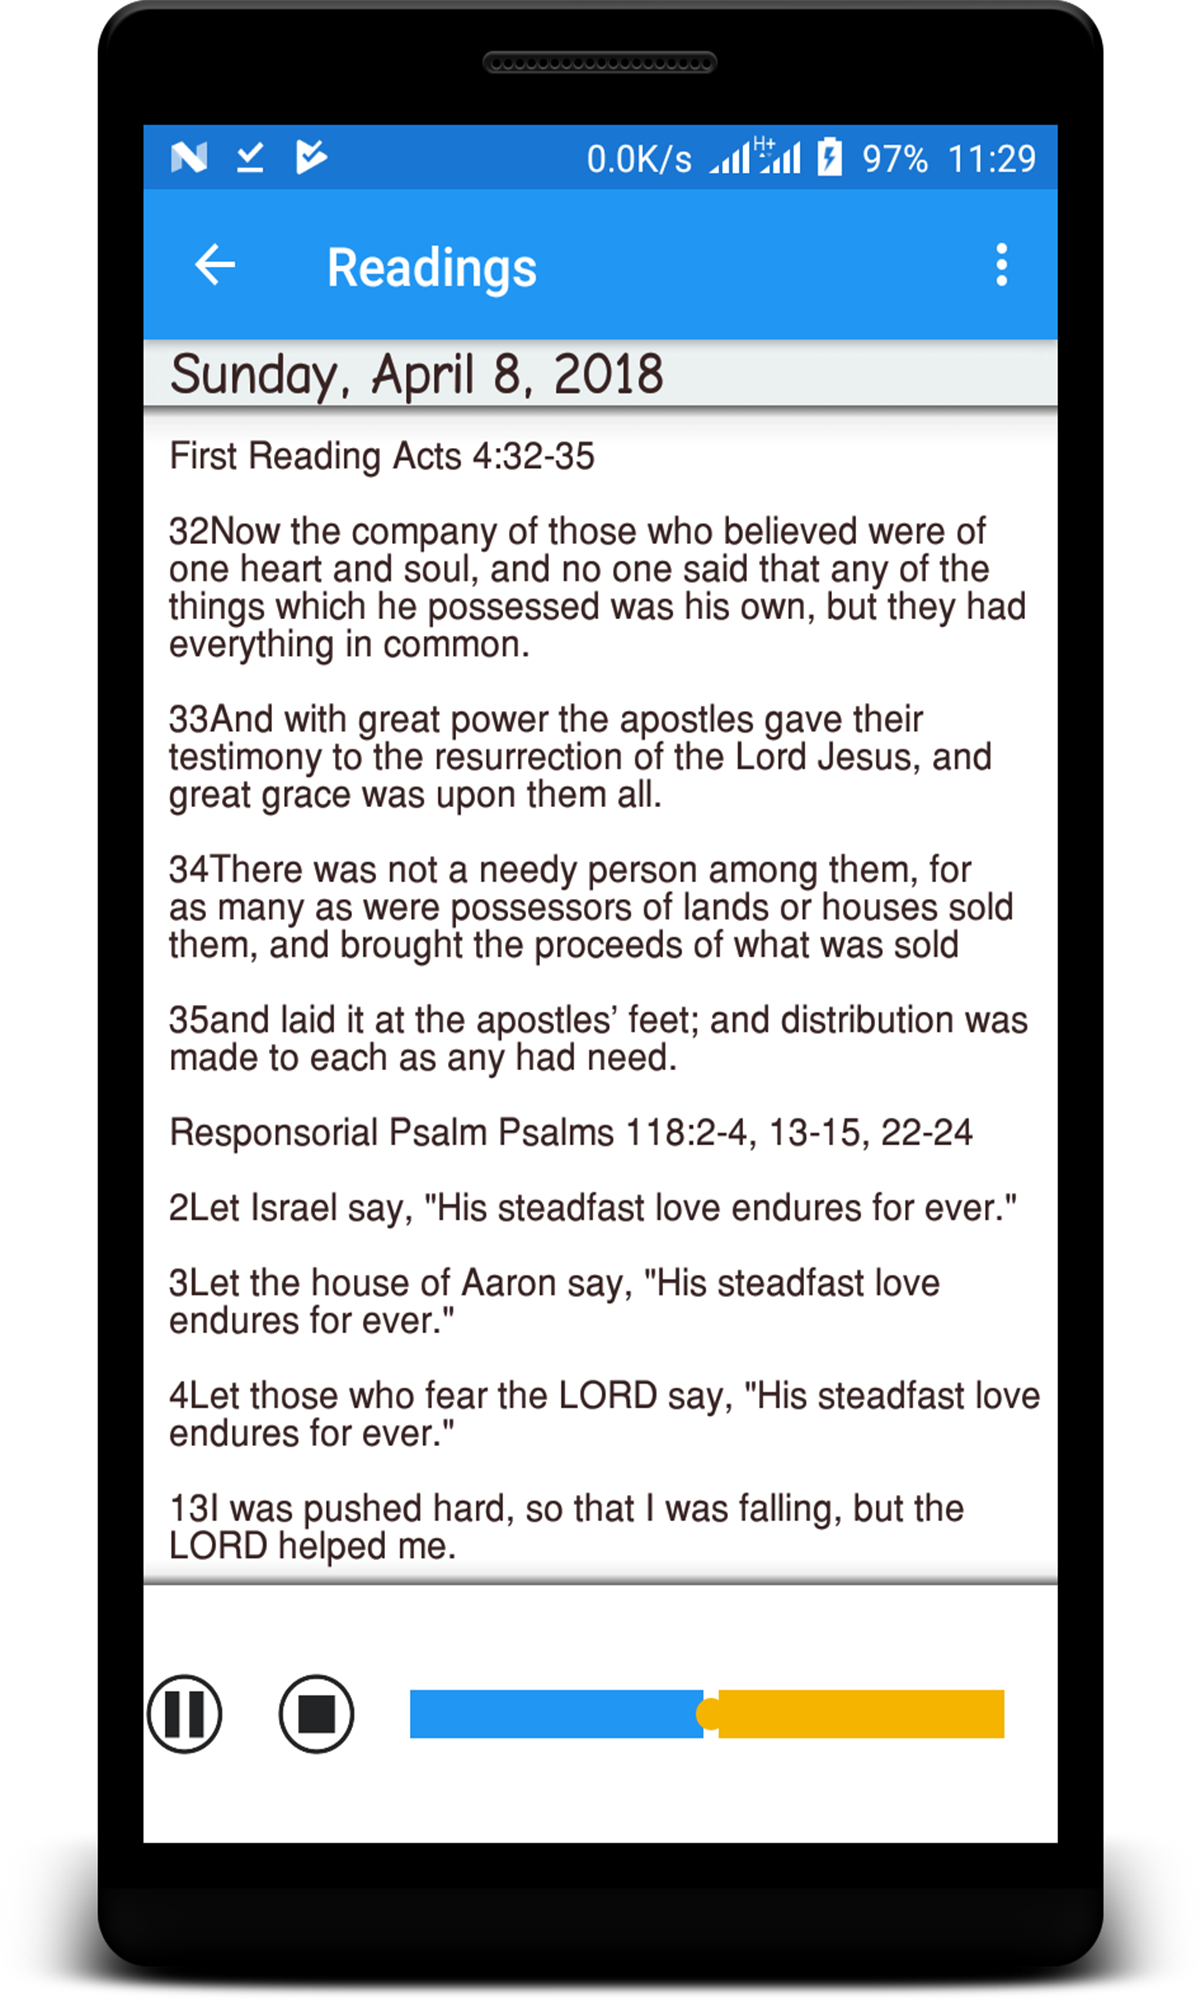 0.0K/s H+ 97% 11:29
Readings
Sunday, April 8, 2018
First Reading Acts 4:32-35
32Now the company of those who believed were of
one heart and soul, and no one said that any of the
things which he possessed was his own, but they had
everything in common.
33And with great power the apostles gave their
testimony to the resurrection of the Lord Jesus, and
great grace was upon them all.
34There was not a needy person among them, for
as many as were possessors of lands or houses sold
them, and brought the proceeds of what was sold
35and laid it at the apostles’ feet; and distribution was
made to each as any had need.
Responsorial Psalm Psalms 118:2-4, 13-15, 22-24
2Let Israel say, "His steadfast love endures for ever."
3Let the house of Aaron say, "His steadfast love
endures for ever."
4Let those who fear the LORD say, "His steadfast love
endures for ever."
13I was pushed hard, so that I was falling, but the
LORD helped me.